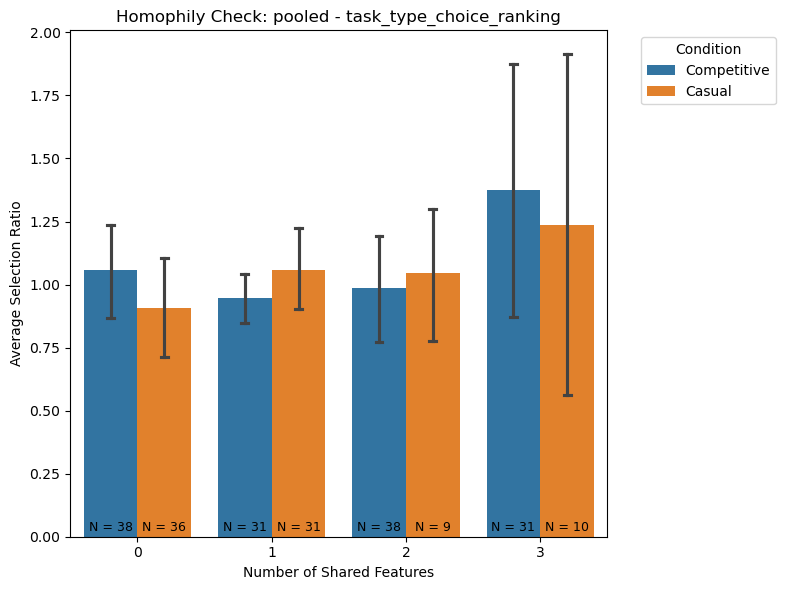 Homophily Check: pooled - task_type_choice_ranking
Condition
Competitive
Casual
Average Selection Ratio
2.00
1.75
1.50
1.25
1.00
0.75
0.50
0.25
0.00
N = 38 N = 36 N = 31 N = 31 N = 38 N = 9 N = 31 N = 10
0 1 2 3
Number of Shared Features